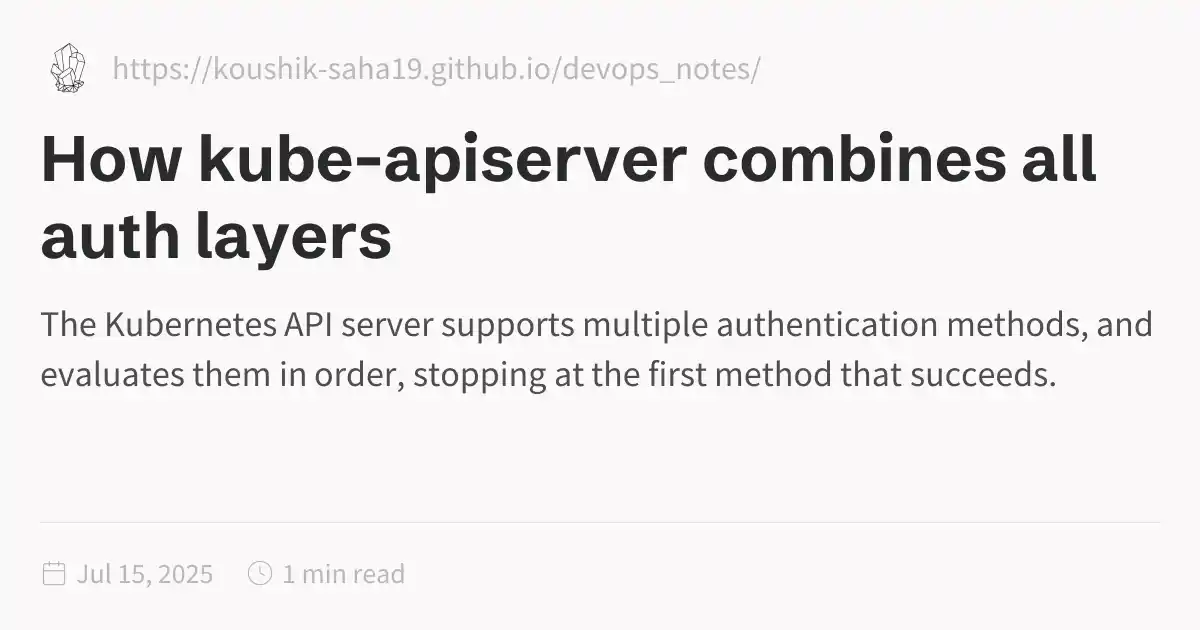 https://koushik-saha19.github.io/devops_notes/
How kube-apiserver combines all
auth layers
The Kubernetes API server supports multiple authentication methods, and
evaluates them in order, stopping at the first method that succeeds.
Jul 15, 2025 1 min read